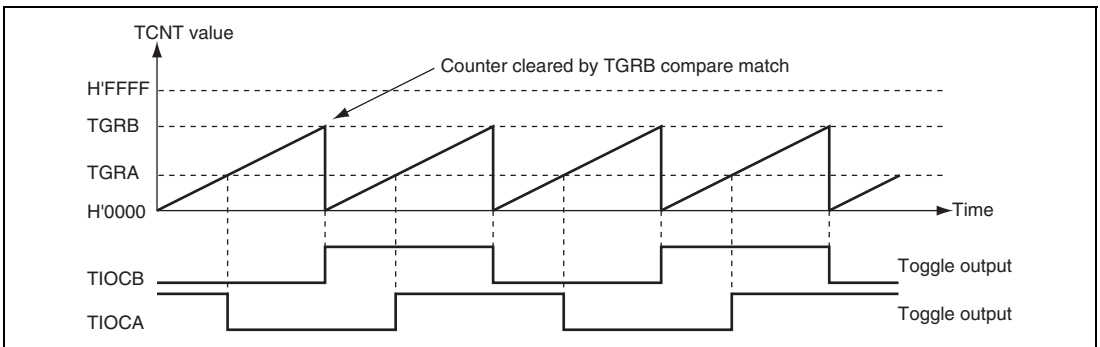 TCNT value
Counter cleared by TGRB compare match
H'FFFF
TGRB
TGRA
H'0000
Time
TIOCB
Toggle output
TIOCA
Toggle output